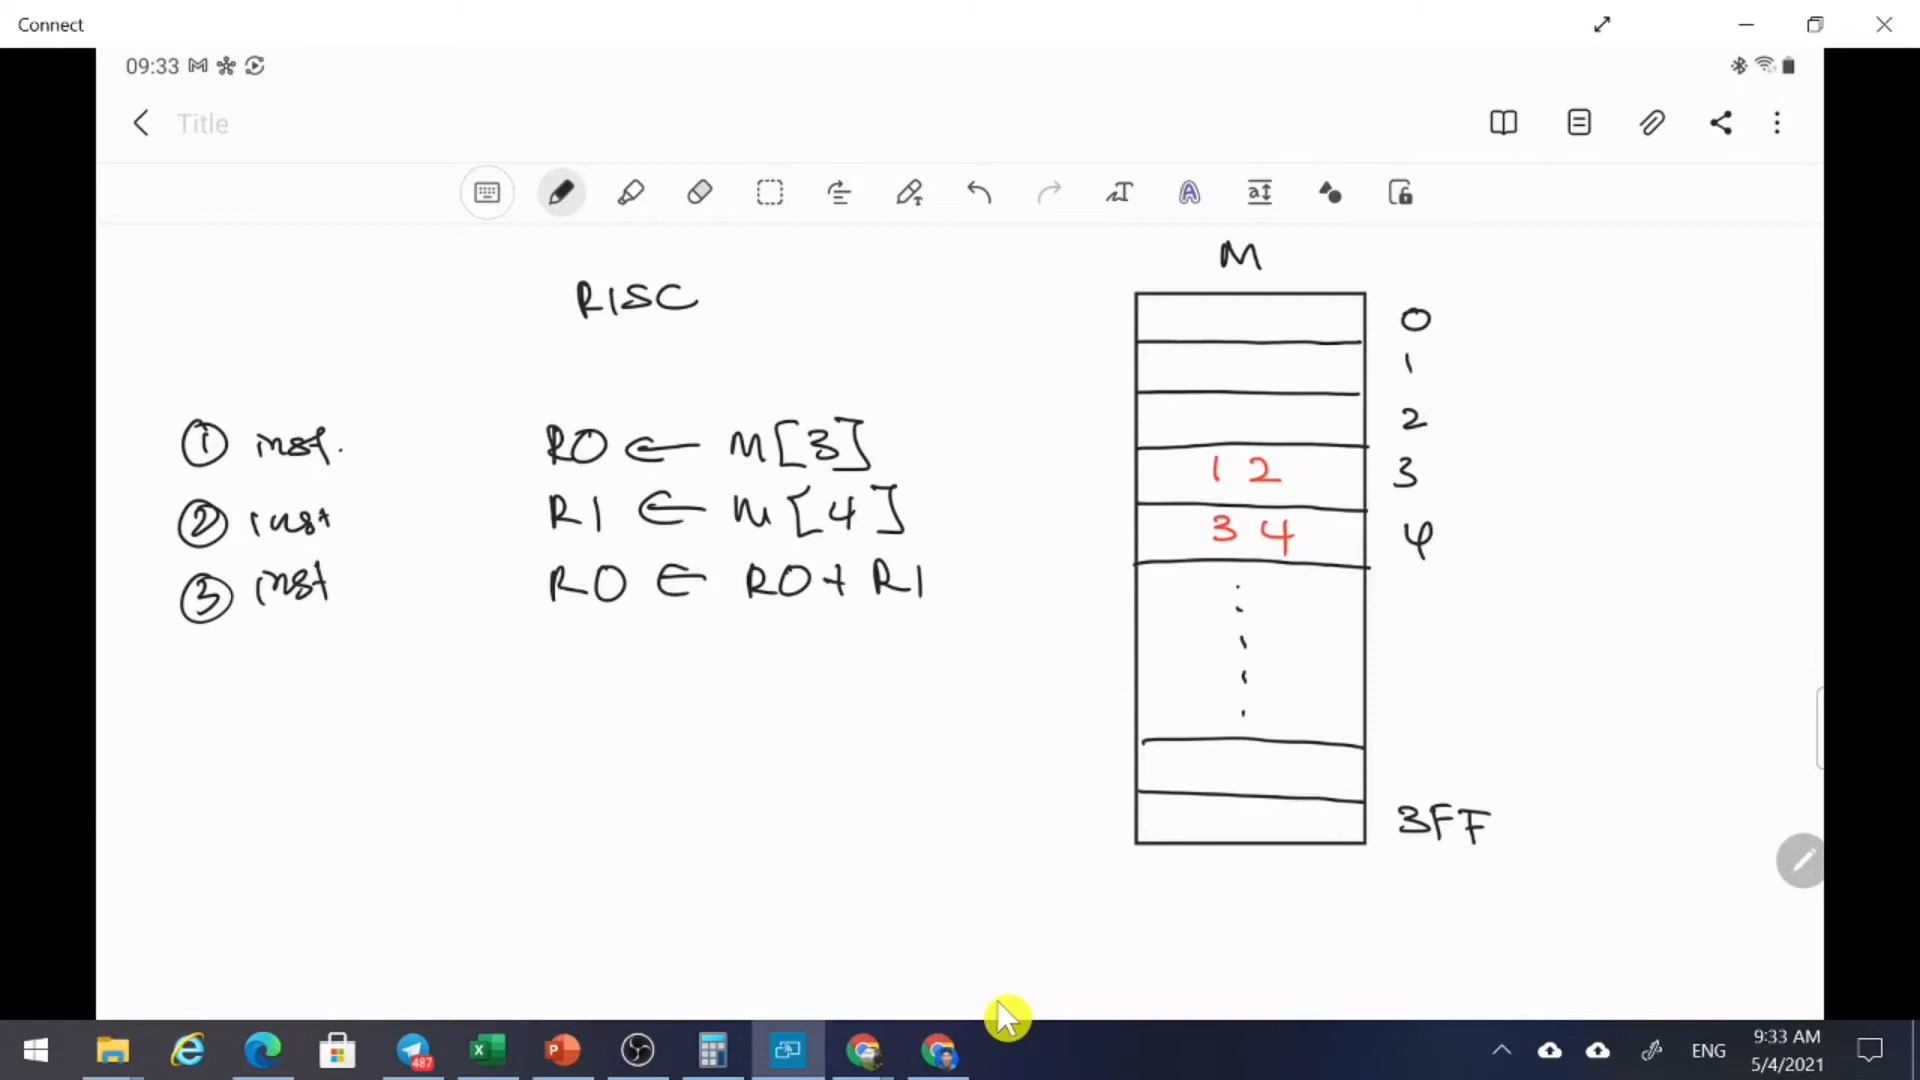 Connect
09:33
Title
M
RISC
0
1
2
① inst. R0 ← M[3]
1 2 3
② inst R1 ← M[4]
3 4 4
③ inst R0 ← R0 + R1
3FF
487
ENG
9:33 AM
5/4/2021